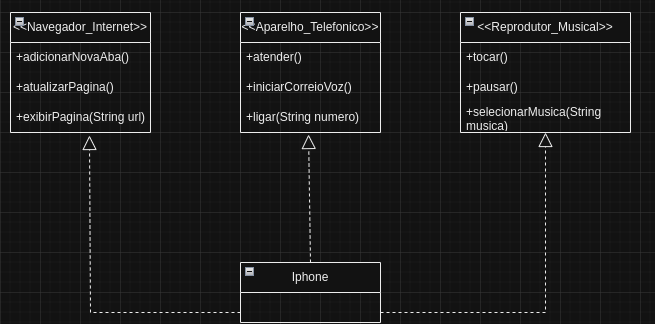 <<Navegador_Internet>>
+adicionarNovaAba()
+atualizarPagina()
+exibirPagina(String url)
<<Aparelho_Telefonico>>
+atender()
+iniciarCorreioVoz()
+ligar(String numero)
<<Reprodutor_Musical>>
+tocar()
+pausar()
+selecionarMusica(String
musica)
Iphone